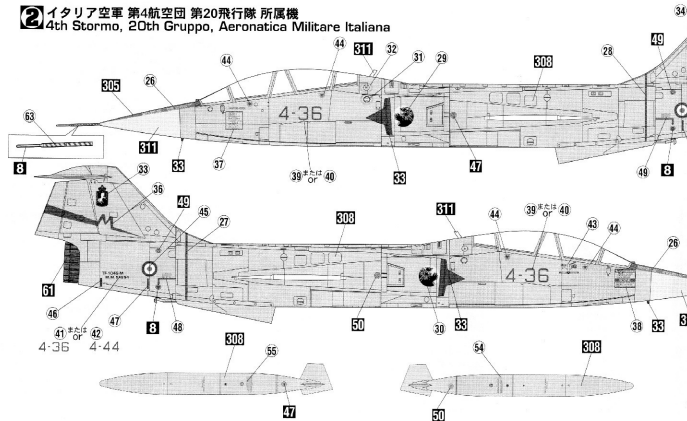 2 イタリア空軍 第4航空団 第20飛行隊 所属機
4th Stormo, 20th Gruppo, Aeronatica Militare Italiana
34
44 311 32 31 29 308 28 49
63 305 26 44
4-36
8 311 33 37 39 または or 40 33 47 49 8
33 36 49 45 27 308 311 44 39 または or 40 43 44 26
4-36
TF-104G-M
61 46 47 8 48 50 30 33 38 33
41 または or 42
4-36 4-44
308 55 54 308
47 50